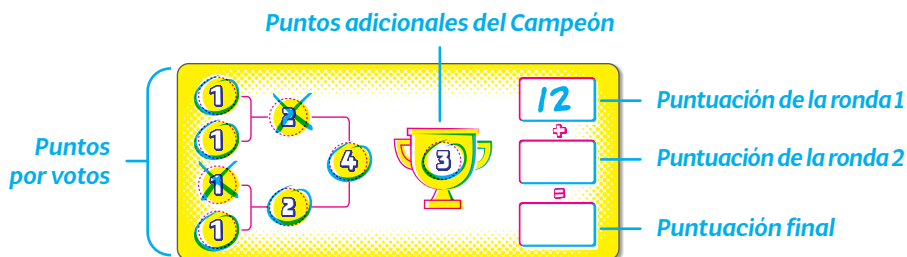 Puntos adicionales del Campeón
Puntos
por votos
1
1
1
1
2
2
4
3
12
+
=
Puntuación de la ronda 1
Puntuación de la ronda 2
Puntuación final